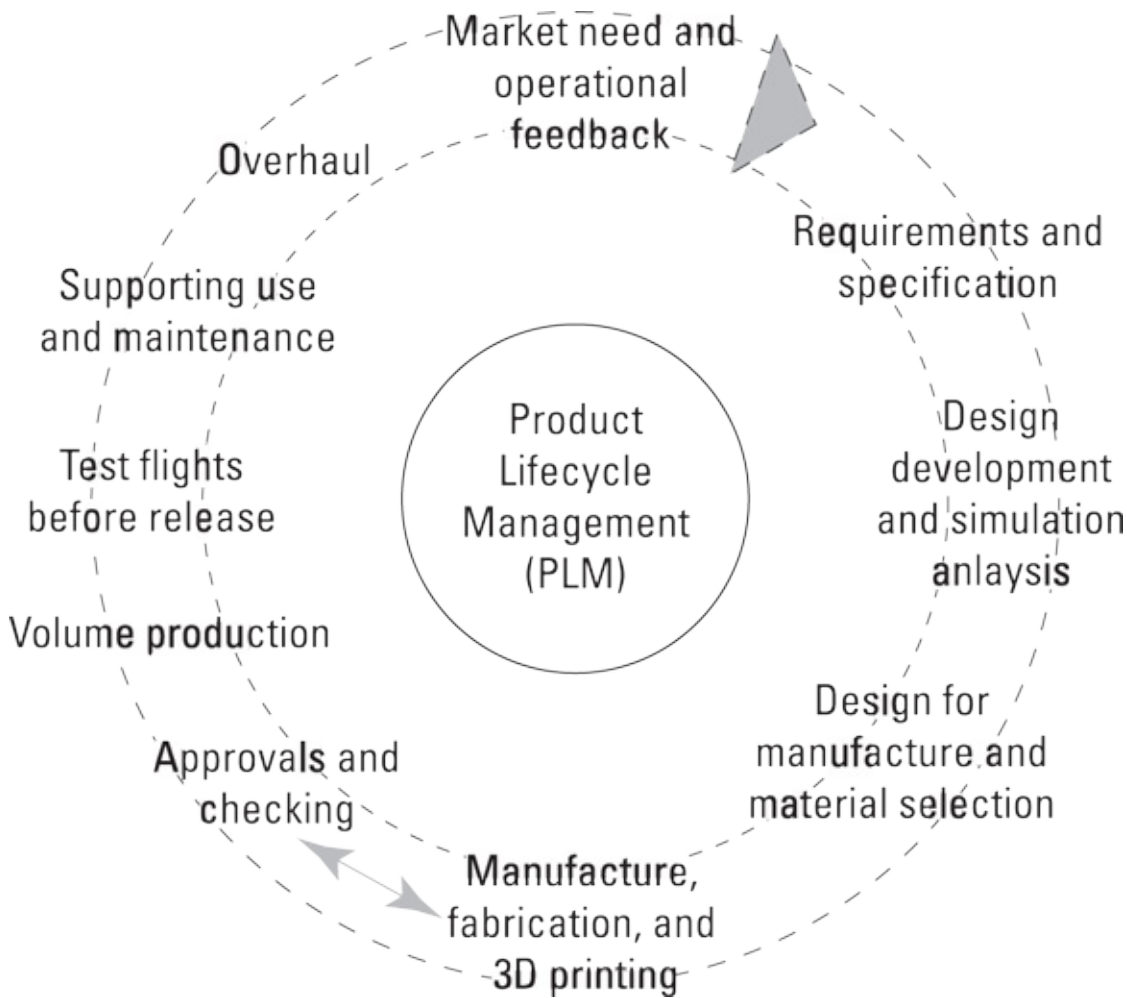 Market need and
operational
feedback
Requirements and
specification
Design
development
and simulation
anlaysis
Design for
manufacture and
material selection
Manufacture,
fabrication, and
3D printing
Approvals and
checking
Volume production
Test flights
before release
Supporting use
and maintenance
Overhaul
Product
Lifecycle
Management
(PLM)